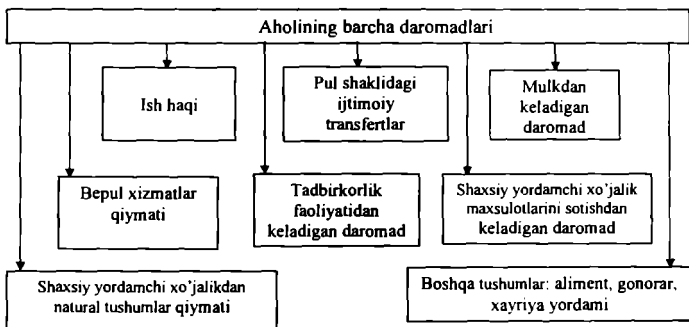 Aholining barcha daromadlari
Ish haqi
Pul shaklidagi
ijtimoiy
transfertlar
Mulkdan
keladigan
daromad
Bepul xizmatlar
qiymati
Tadbirkorlik
faoliyatidan
keladigan daromad
Shaxsiy yordamchi xo'jalik
maxsulotlarini sotishdan
keladigan daromad
Shaxsiy yordamchi xo'jalikdan
natural tushumlar qiymati
Boshqa tushumlar: aliment, gonorar,
xayriya yordami